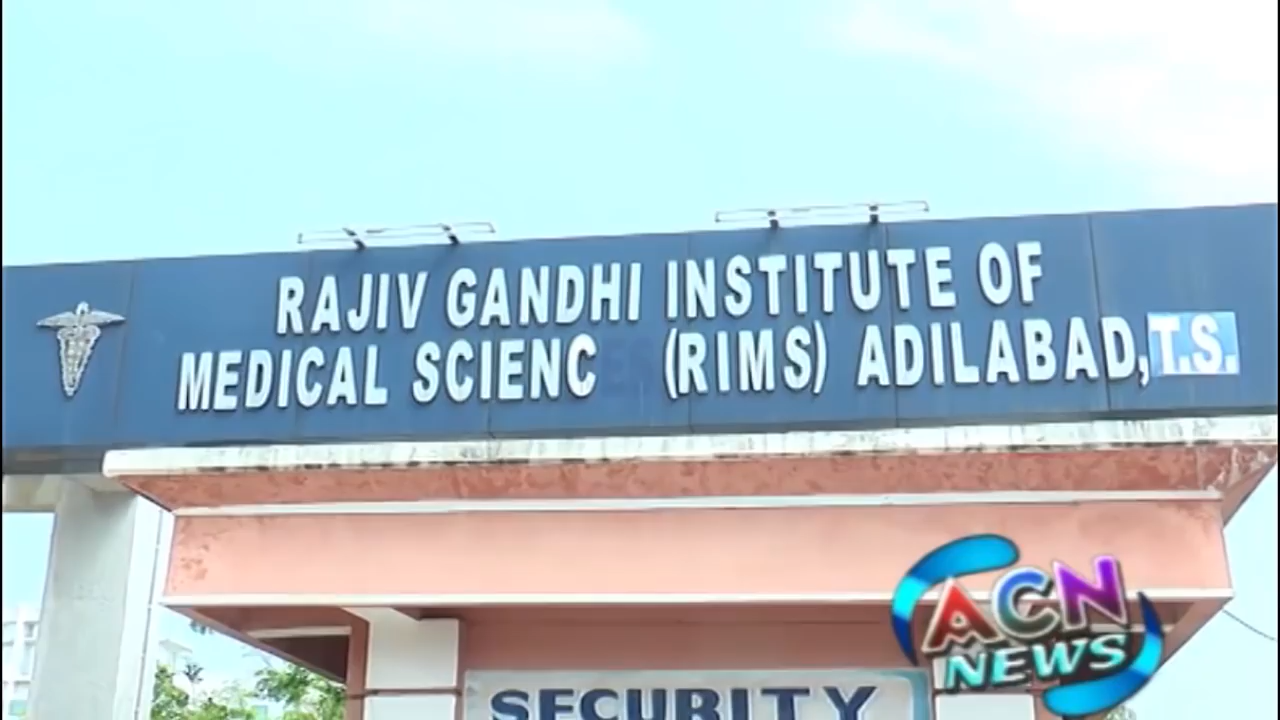 RAJIV GANDHI INSTITUTE OF
MEDICAL SCIENC (RIMS) ADILABAD, T.S.
SECURITY
ACN
NEWS